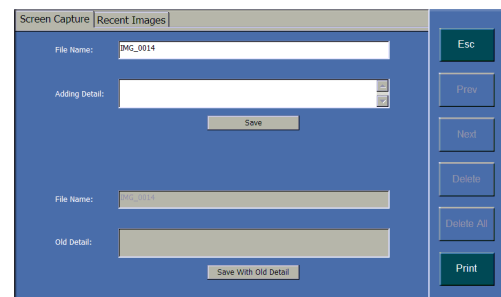 Screen Capture
Recent Images
File Name:
IMG_0014
Adding Detail:
Save
File Name:
IMG_0014
Old Detail:
Save With Old Detail
Esc
Prev
Next
Delete
Delete All
Print